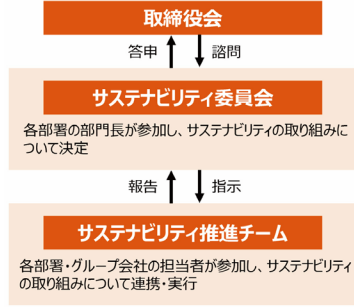 取締役会
答申 諮問
サステナビリティ委員会
各部署の部門長が参加し、サステナビリティの取り組みに
ついて決定
報告 指示
サステナビリティ推進チーム
各部署・グループ会社の担当者が参加し、サステナビリティ
の取り組みについて連携・実行